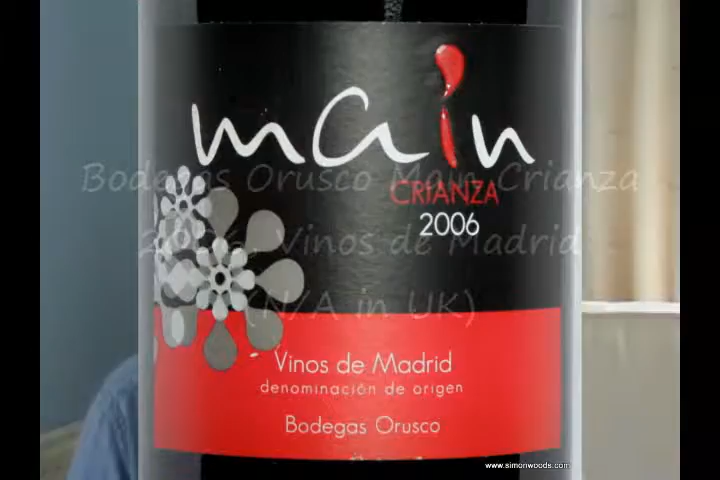 main
CRIANZA
2006
Bodegas Orusco Main Crianza
2006, Vinos de Madrid
(N/A in UK)
Vinos de Madrid
denominación de origen
Bodegas Orusco
www.simonwoods.com